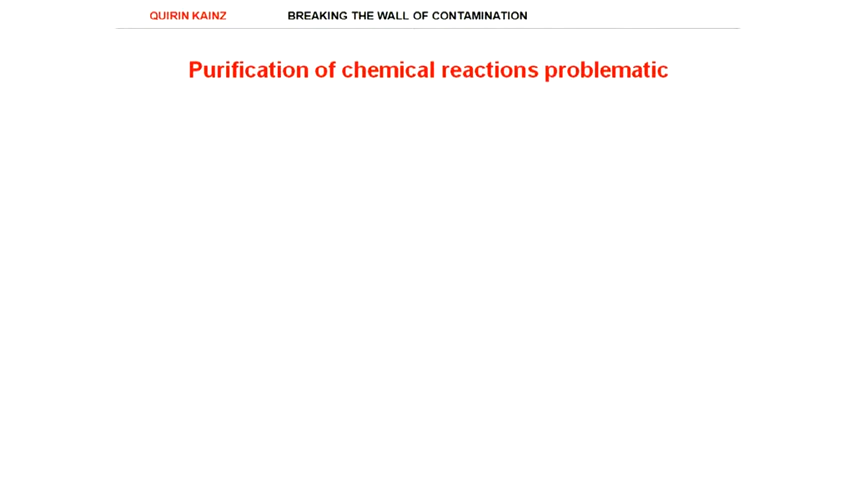 QUIRIN KAINZ BREAKING THE WALL OF CONTAMINATION
Purification of chemical reactions problematic